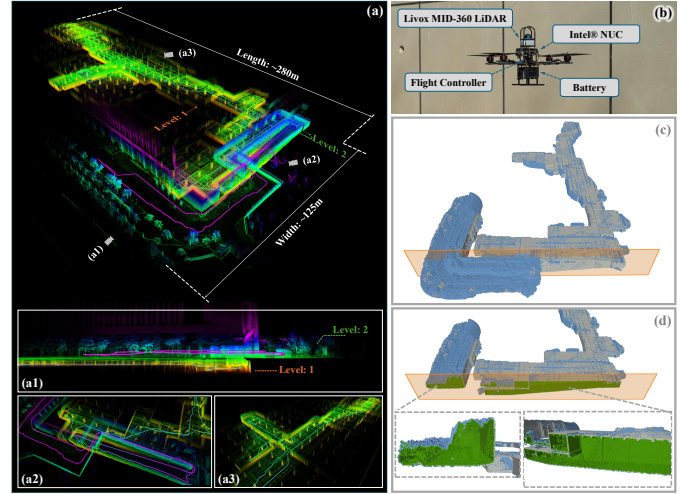 (a)
(a3)
Length: ~280m
Level: 1
Level: 2
(a2)
(a1)
Width: ~125m
Level: 2
Level: 1
(a1)
(a2)
(a3)
(b)
Livox MID-360 LiDAR
Intel® NUC
Flight Controller
Battery
(c)
(d)